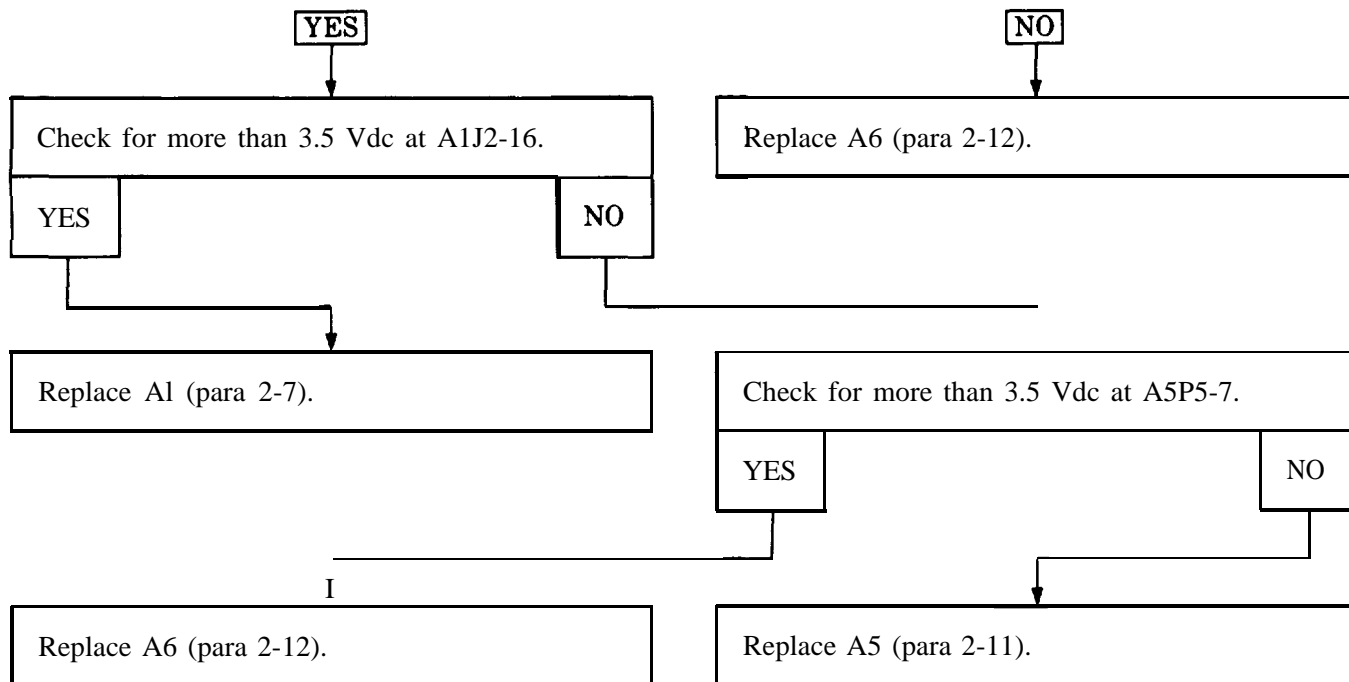 YES
NO
Check for more than 3.5 Vdc at A1J2-16.
Replace A6 (para 2-12).
YES
NO
Replace Al (para 2-7).
Check for more than 3.5 Vdc at A5P5-7.
YES
NO
I
Replace A6 (para 2-12).
Replace A5 (para 2-11).